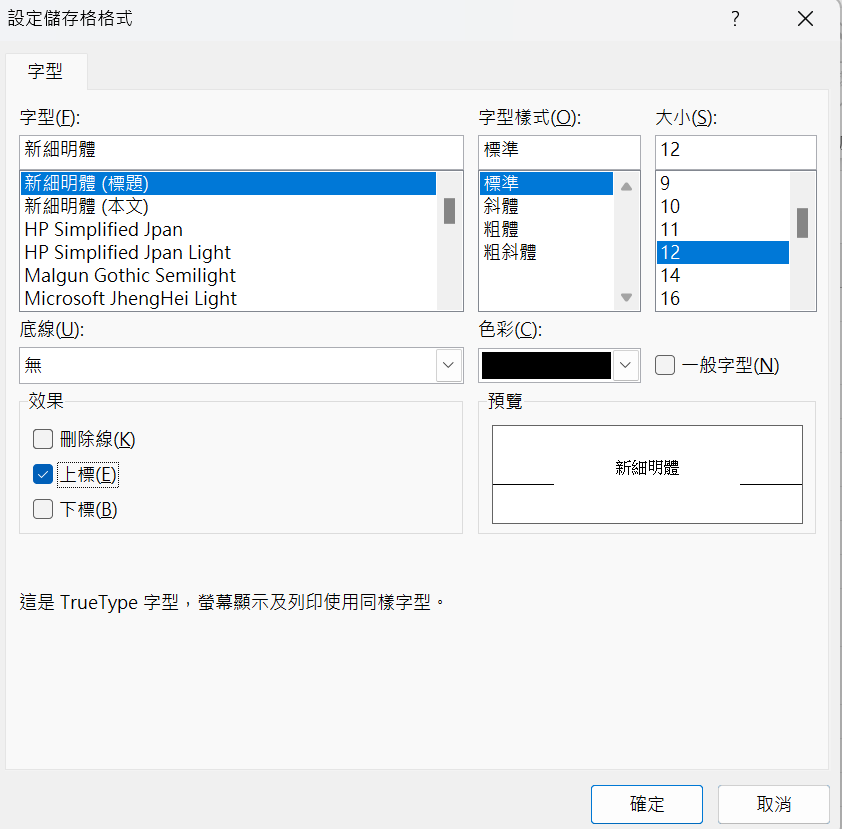 設定儲存格格式 ?
字型
字型(F):
新細明體
新細明體 (標題)
新細明體 (本文)
HP Simplified Jpan
HP Simplified Jpan Light
Malgun Gothic Semilight
Microsoft JhengHei Light
字型樣式(O):
標準
標準
斜體
粗體
粗斜體
大小(S):
12
9
10
11
12
14
16
底線(U):
無
色彩(C):
一般字型(N)
效果
刪除線(K)
上標(E)
下標(B)
預覽
新細明體
這是 TrueType 字型，螢幕顯示及列印使用同樣字型。
確定
取消